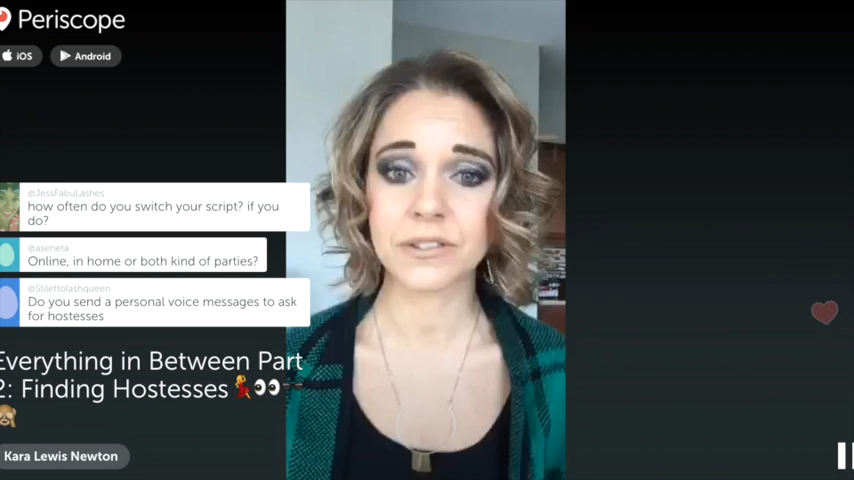 Periscope
iOS
Android
@JessFabuLashes
how often do you switch your script? if you
do?
@aseneta
Online, in home or both kind of parties?
@Stilettolashqueen
Do you send a personal voice messages to ask
for hostesses
Everything in Between Part
2: Finding Hostesses💃👀🕶️
🙈
Kara Lewis Newton